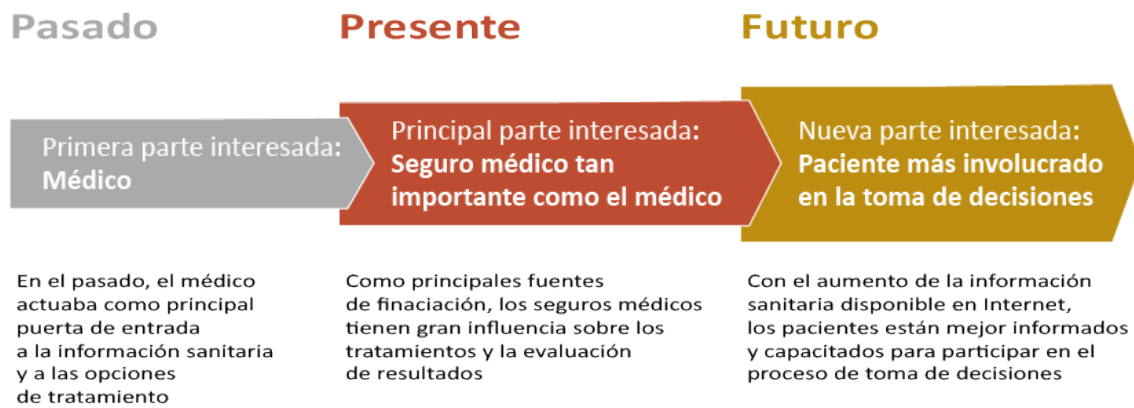 Pasado
Primera parte interesada:
Médico
En el pasado, el médico
actuaba como principal
puerta de entrada
a la información sanitaria
y a las opciones
de tratamiento
Presente
Principal parte interesada:
Seguro médico tan
importante como el médico
Como principales fuentes
de finaciación, los seguros médicos
tienen gran influencia sobre los
tratamientos y la evaluación
de resultados
Futuro
Nueva parte interesada:
Paciente más involucrado
en la toma de decisiones
Con el aumento de la información
sanitaria disponible en Internet,
los pacientes están mejor informados
y capacitados para participar en el
proceso de toma de decisiones